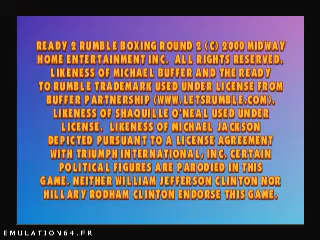 READY 2 RUMBLE BOXING ROUND 2 (C) 2000 MIDWAY
HOME ENTERTAINMENT INC. ALL RIGHTS RESERVED.
LIKENESS OF MICHAEL BUFFER AND THE READY
TO RUMBLE TRADEMARK USED UNDER LICENSE FROM
BUFFER PARTNERSHIP (WWW.LETSRUMBLE.COM).
LIKENESS OF SHAQUILLE O'NEAL USED UNDER
LICENSE. LIKENESS OF MICHAEL JACKSON
DEPICTED PURSUANT TO A LICENSE AGREEMENT
WITH TRIUMPH INTERNATIONAL, INC. CERTAIN
POLITICAL FIGURES ARE PARODIED IN THIS
GAME. NEITHER WILLIAM JEFFERSON CLINTON NOR
HILLARY RODHAM CLINTON ENDORSE THIS GAME.
EMULATION64.FR